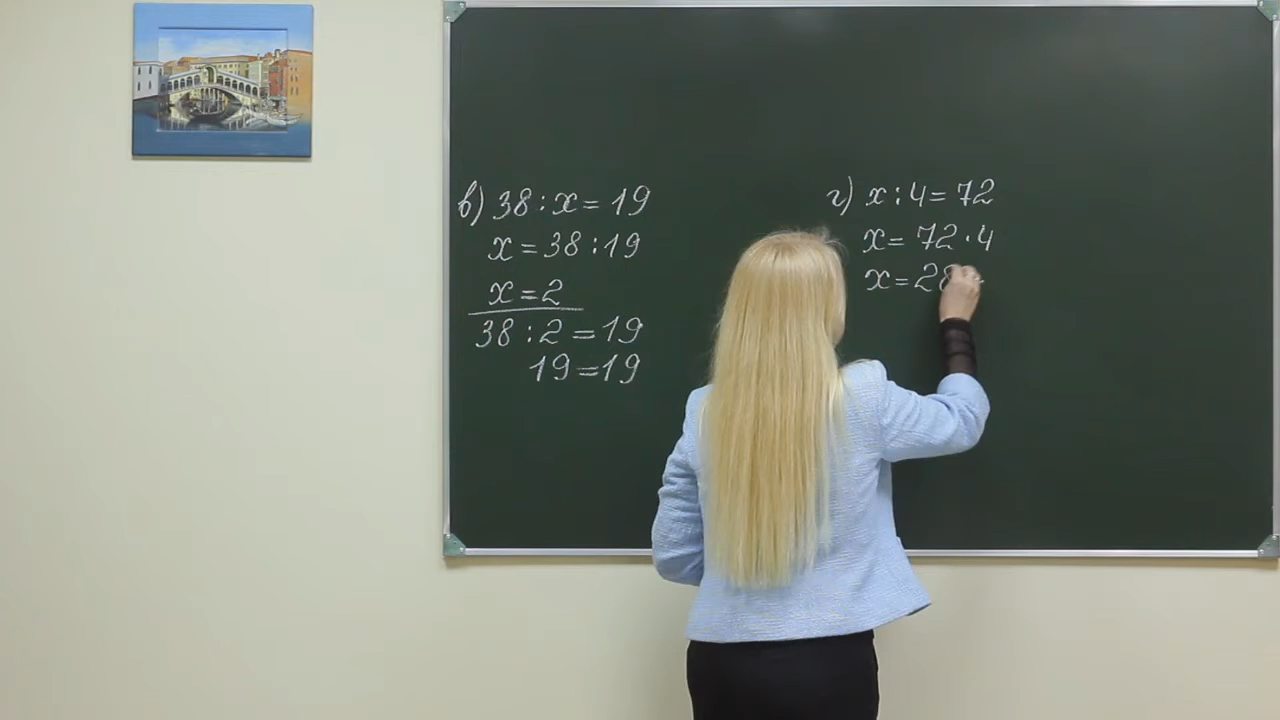 в) 38 : x = 19
x = 38 : 19
x = 2
38 : 2 = 19
19 = 19
г) x : 4 = 72
x = 72 · 4
x = 28